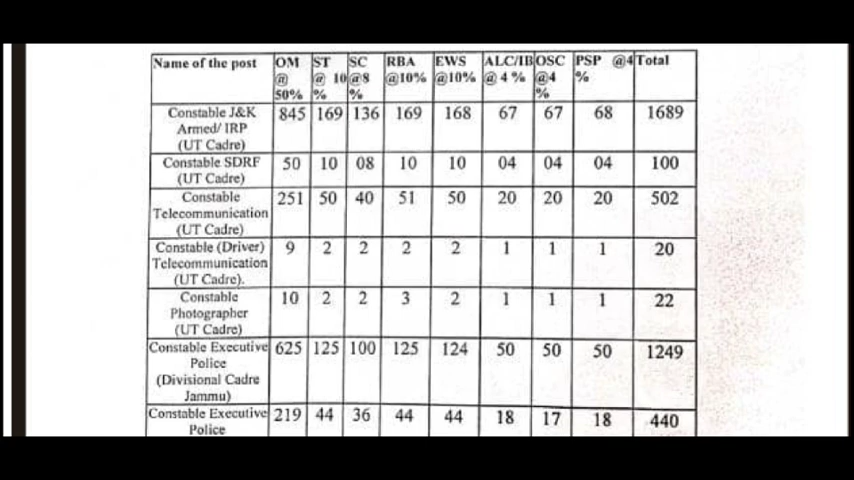 Name of the post OM @ 50% ST @ 10 % SC @8 % RBA @10% EWS @10% ALC/IB @ 4 % OSC @4 % PSP @4 % Total
Constable J&K Armed/ IRP (UT Cadre) 845 169 136 169 168 67 67 68 1689
Constable SDRF (UT Cadre) 50 10 08 10 10 04 04 04 100
Constable Telecommunication (UT Cadre) 251 50 40 51 50 20 20 20 502
Constable (Driver) Telecommunication (UT Cadre). 9 2 2 2 2 1 1 1 20
Constable Photographer (UT Cadre) 10 2 2 3 2 1 1 1 22
Constable Executive Police (Divisional Cadre Jammu) 625 125 100 125 124 50 50 50 1249
Constable Executive Police 219 44 36 44 44 18 17 18 440